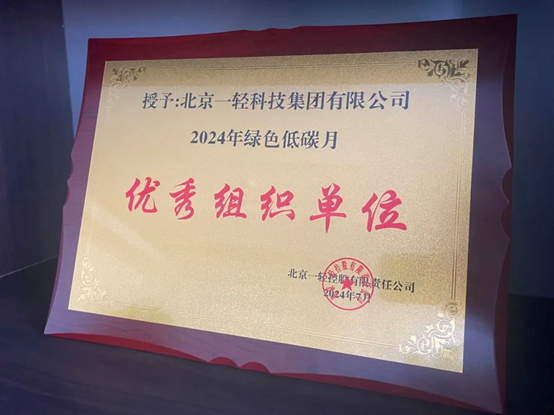 授予:北京一轻科技集团有限公司
2024年绿色低碳月
优秀组织单位
北京一轻控股有限责任公司
2024年7月